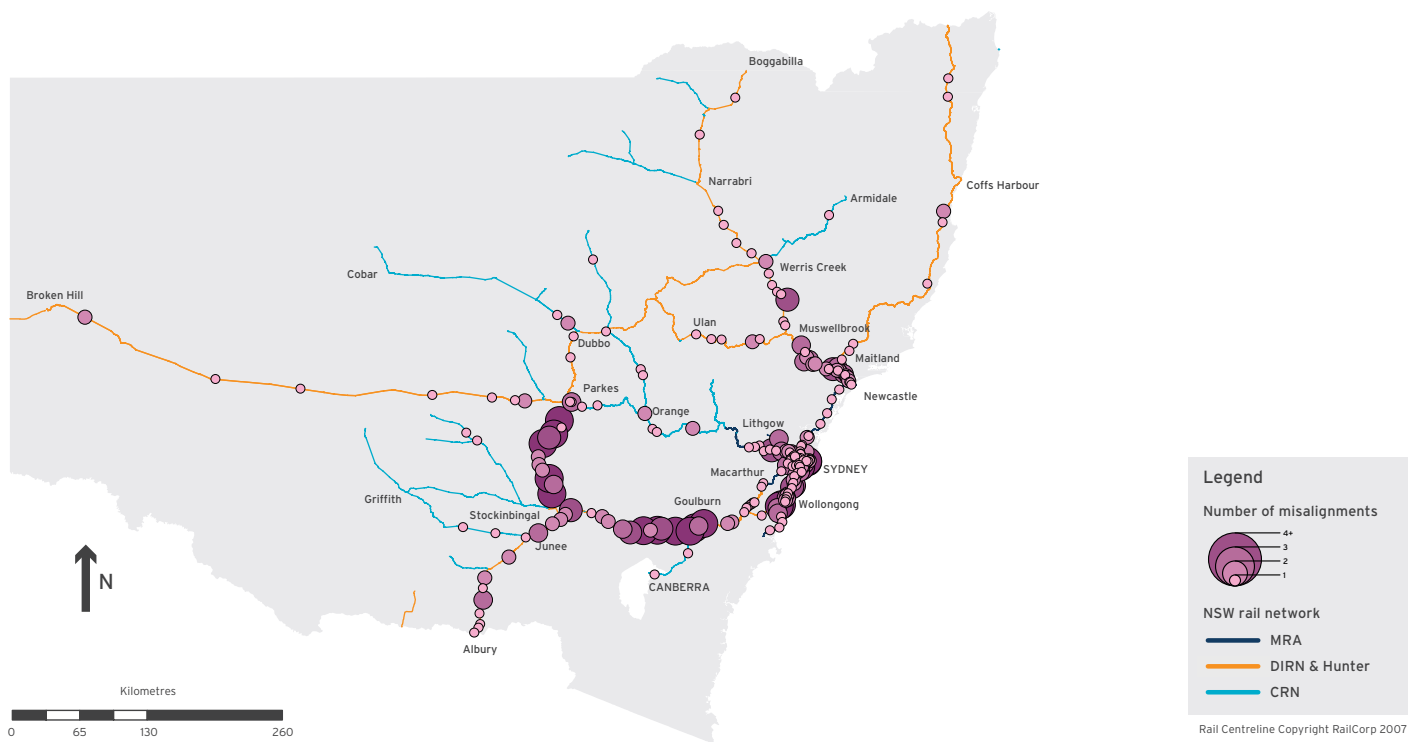 Boggabilla
Narrabri
Armidale
Coffs Harbour
Cobar
Werris Creek
Broken Hill
Ulan
Muswellbrook
Dubbo
Maitland
Parkes
Newcastle
Orange
Lithgow
Macarthur
SYDNEY
Griffith
Goulburn
Wollongong
Stockinbingal
Junee
CANBERRA
Albury
N
Kilometres
0 65 130 260
Legend
Number of misalignments
4+
3
2
1
NSW rail network
MRA
DIRN & Hunter
CRN
Rail Centreline Copyright RailCorp 2007